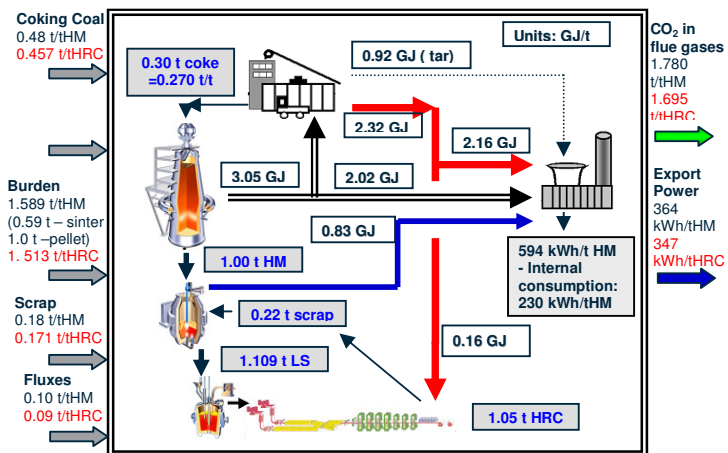 Coking Coal
0.48 t/tHM
0.457 t/tHRC
Burden
1.589 t/tHM
(0.59 t – sinter
1.0 t –pellet)
1. 513 t/tHRC
Scrap
0.18 t/tHM
0.171 t/tHRC
Fluxes
0.10 t/tHM
0.09 t/tHRC
0.30 t coke
=0.270 t/t
0.92 GJ ( tar)
Units: GJ/t
2.32 GJ
2.16 GJ
3.05 GJ
2.02 GJ
0.83 GJ
1.00 t HM
594 kWh/t HM
- Internal
consumption:
230 kWh/tHM
0.22 t scrap
0.16 GJ
1.109 t LS
1.05 t HRC
CO2 in
flue gases
1.780
t/tHM
1.695
t/tHRC
Export
Power
364
kWh/tHM
347
kWh/tHRC